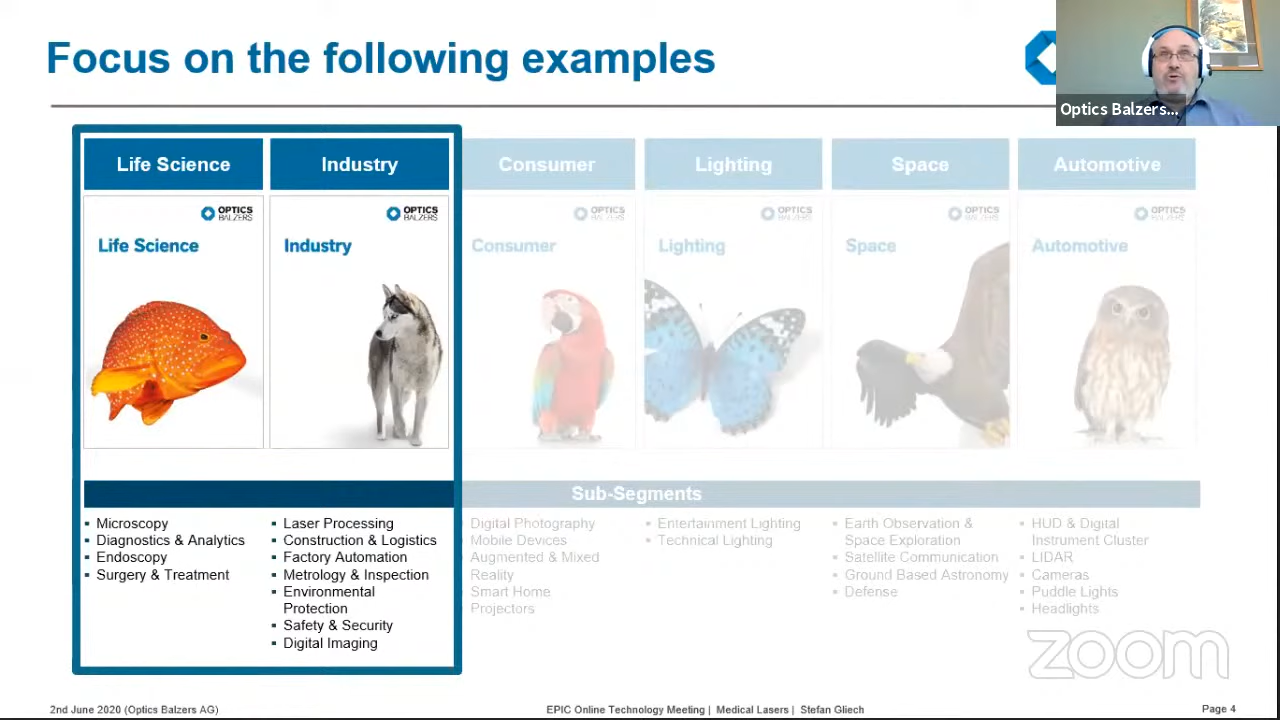 Focus on the following examples
Optics Balzers...
Life Science
Industry
Consumer
Lighting
Space
Automotive
OPTICS
BALZERS
Life Science
OPTICS
BALZERS
Industry
OPTICS
BALZERS
Consumer
OPTICS
BALZERS
Lighting
OPTICS
BALZERS
Space
OPTICS
BALZERS
Automotive
Sub-Segments
▪ Microscopy
▪ Diagnostics & Analytics
▪ Endoscopy
▪ Surgery & Treatment
▪ Laser Processing
▪ Construction & Logistics
▪ Factory Automation
▪ Metrology & Inspection
▪ Environmental
Protection
▪ Safety & Security
▪ Digital Imaging
Digital Photography
Mobile Devices
Augmented & Mixed
Reality
Smart Home
Projectors
▪ Entertainment Lighting
▪ Technical Lighting
▪ Earth Observation &
Space Exploration
▪ Satellite Communication
▪ Ground Based Astronomy
▪ Defense
▪ HUD & Digital
Instrument Cluster
▪ LIDAR
▪ Cameras
▪ Puddle Lights
▪ Headlights
zoom
2nd June 2020 (Optics Balzers AG)
EPIC Online Technology Meeting | Medical Lasers | Stefan Gliech
Page 4